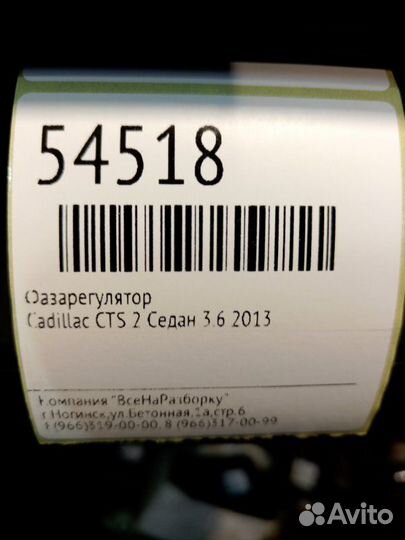 54518
Фазарегулятор
Cadillac CTS 2 Седан 3.6 2013
Компания "ВсеНаРазборку"
г.Ногинск,ул.Бетонная,1а,стр.6
8(966)319-00-00, 8 (966)317-00-99
Avito